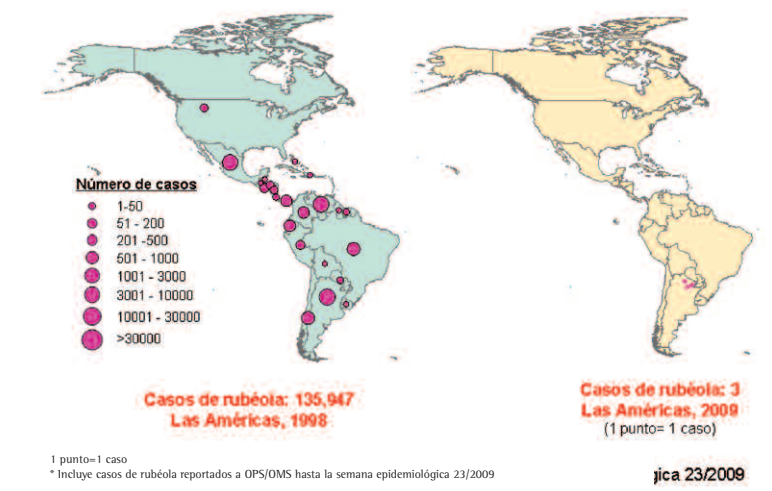 Número de casos
1-50
51 - 200
201 -500
501 - 1000
1001 - 3000
3001 - 10000
10001 - 30000
>30000
Casos de rubéola: 135,947
Las Américas, 1998
Casos de rubéola: 3
Las Américas, 2009
(1 punto= 1 caso)
1 punto=1 caso
* Incluye casos de rubéola reportados a OPS/OMS hasta la semana epidemiológica 23/2009
gica 23/2009